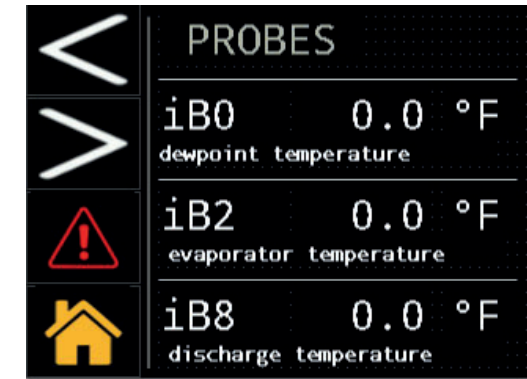 PROBES
iB0 0.0 °F
dewpoint temperature
iB2 0.0 °F
evaporator temperature
iB8 0.0 °F
discharge temperature